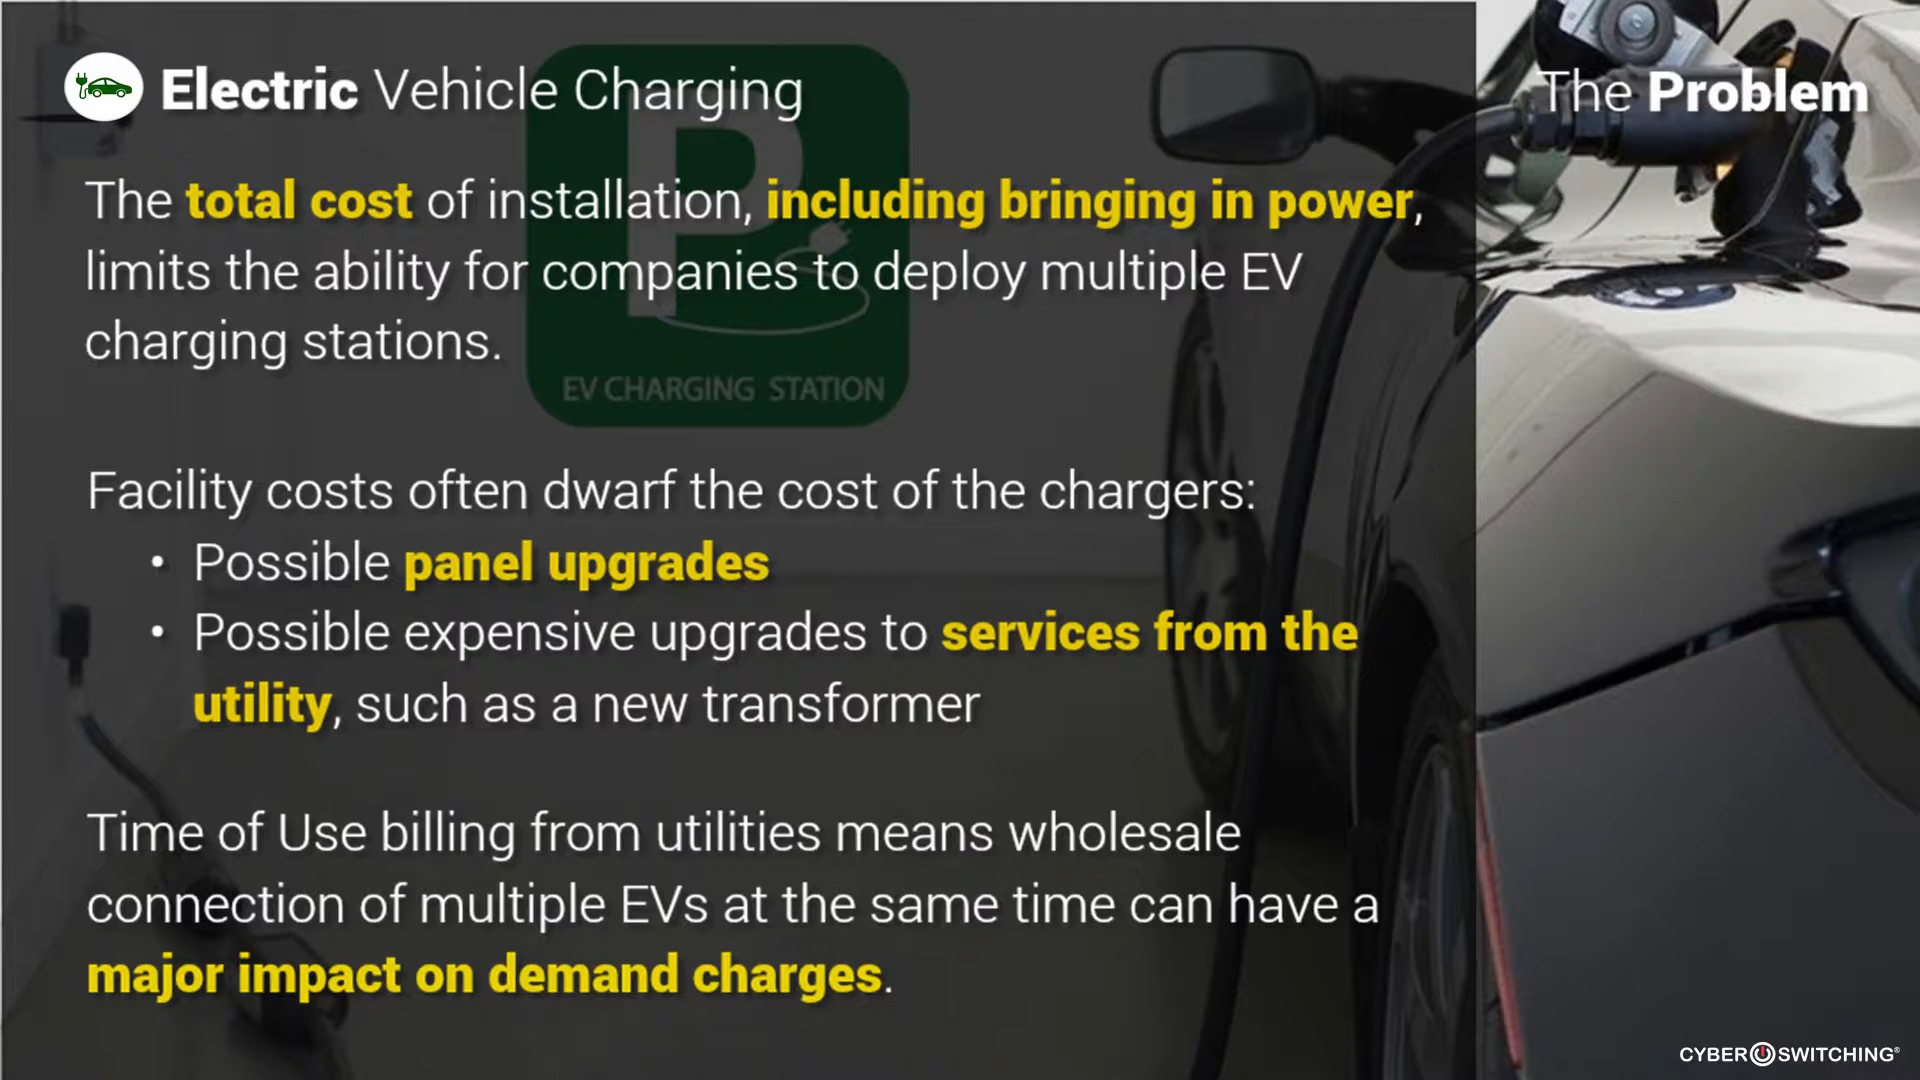 Electric Vehicle Charging
The Problem
The total cost of installation, including bringing in power,
limits the ability for companies to deploy multiple EV
charging stations.
P
EV CHARGING STATION
Facility costs often dwarf the cost of the chargers:
• Possible panel upgrades
• Possible expensive upgrades to services from the
utility, such as a new transformer
Time of Use billing from utilities means wholesale
connection of multiple EVs at the same time can have a
major impact on demand charges.
CYBER SWITCHING®